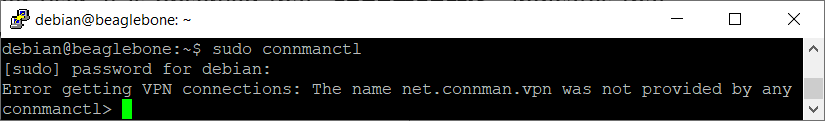 debian@beaglebone: ~
debian@beaglebone:~$ sudo connmanctl
[sudo] password for debian:
Error getting VPN connections: The name net.connman.vpn was not provided by any
connmanctl>